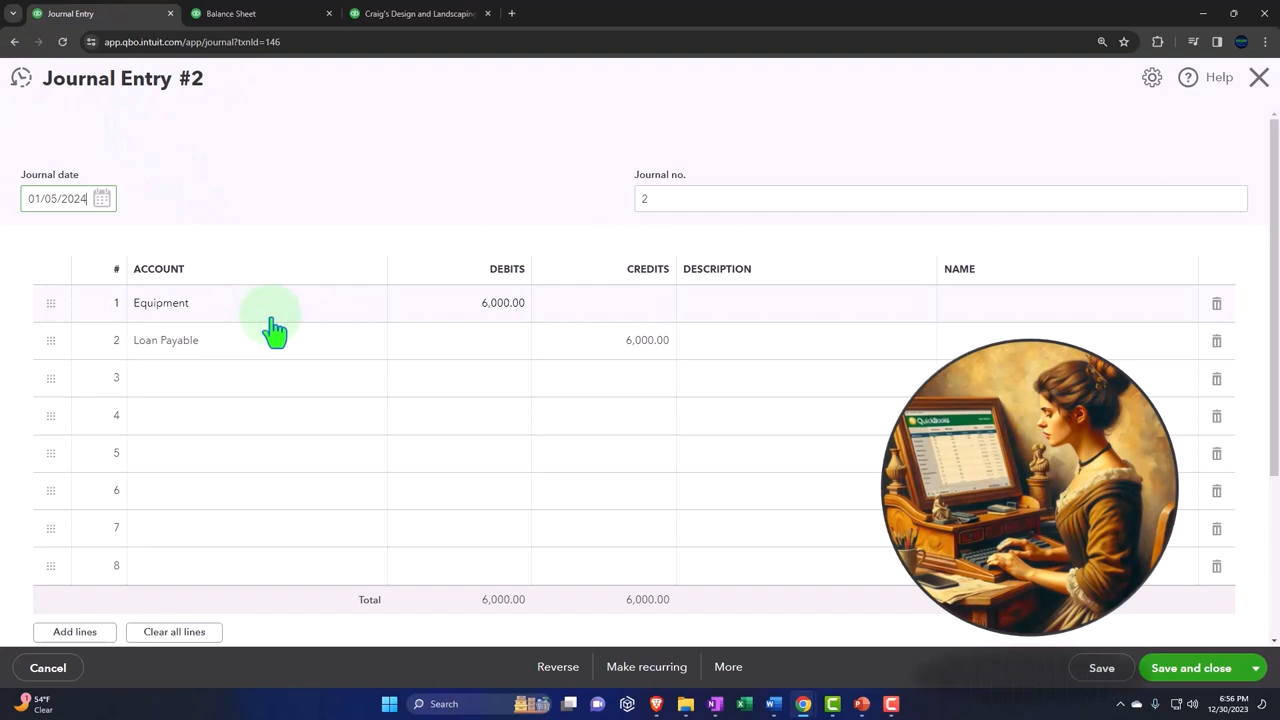 Journal Entry
Balance Sheet
Craig's Design and Landscaping
app.qbo.intuit.com/app/journal?txnId=146
Journal Entry #2
Help
Journal date
Journal no.
01/05/2024
2
# ACCOUNT DEBITS CREDITS DESCRIPTION NAME
1 Equipment 6,000.00
2 Loan Payable 6,000.00
3
4
5
6
7
8
QuickBooks
Total 6,000.00 6,000.00
Add lines Clear all lines
Cancel Reverse Make recurring More Save Save and close
1
54°F
Clear
Search
6:56 PM
12/30/2023